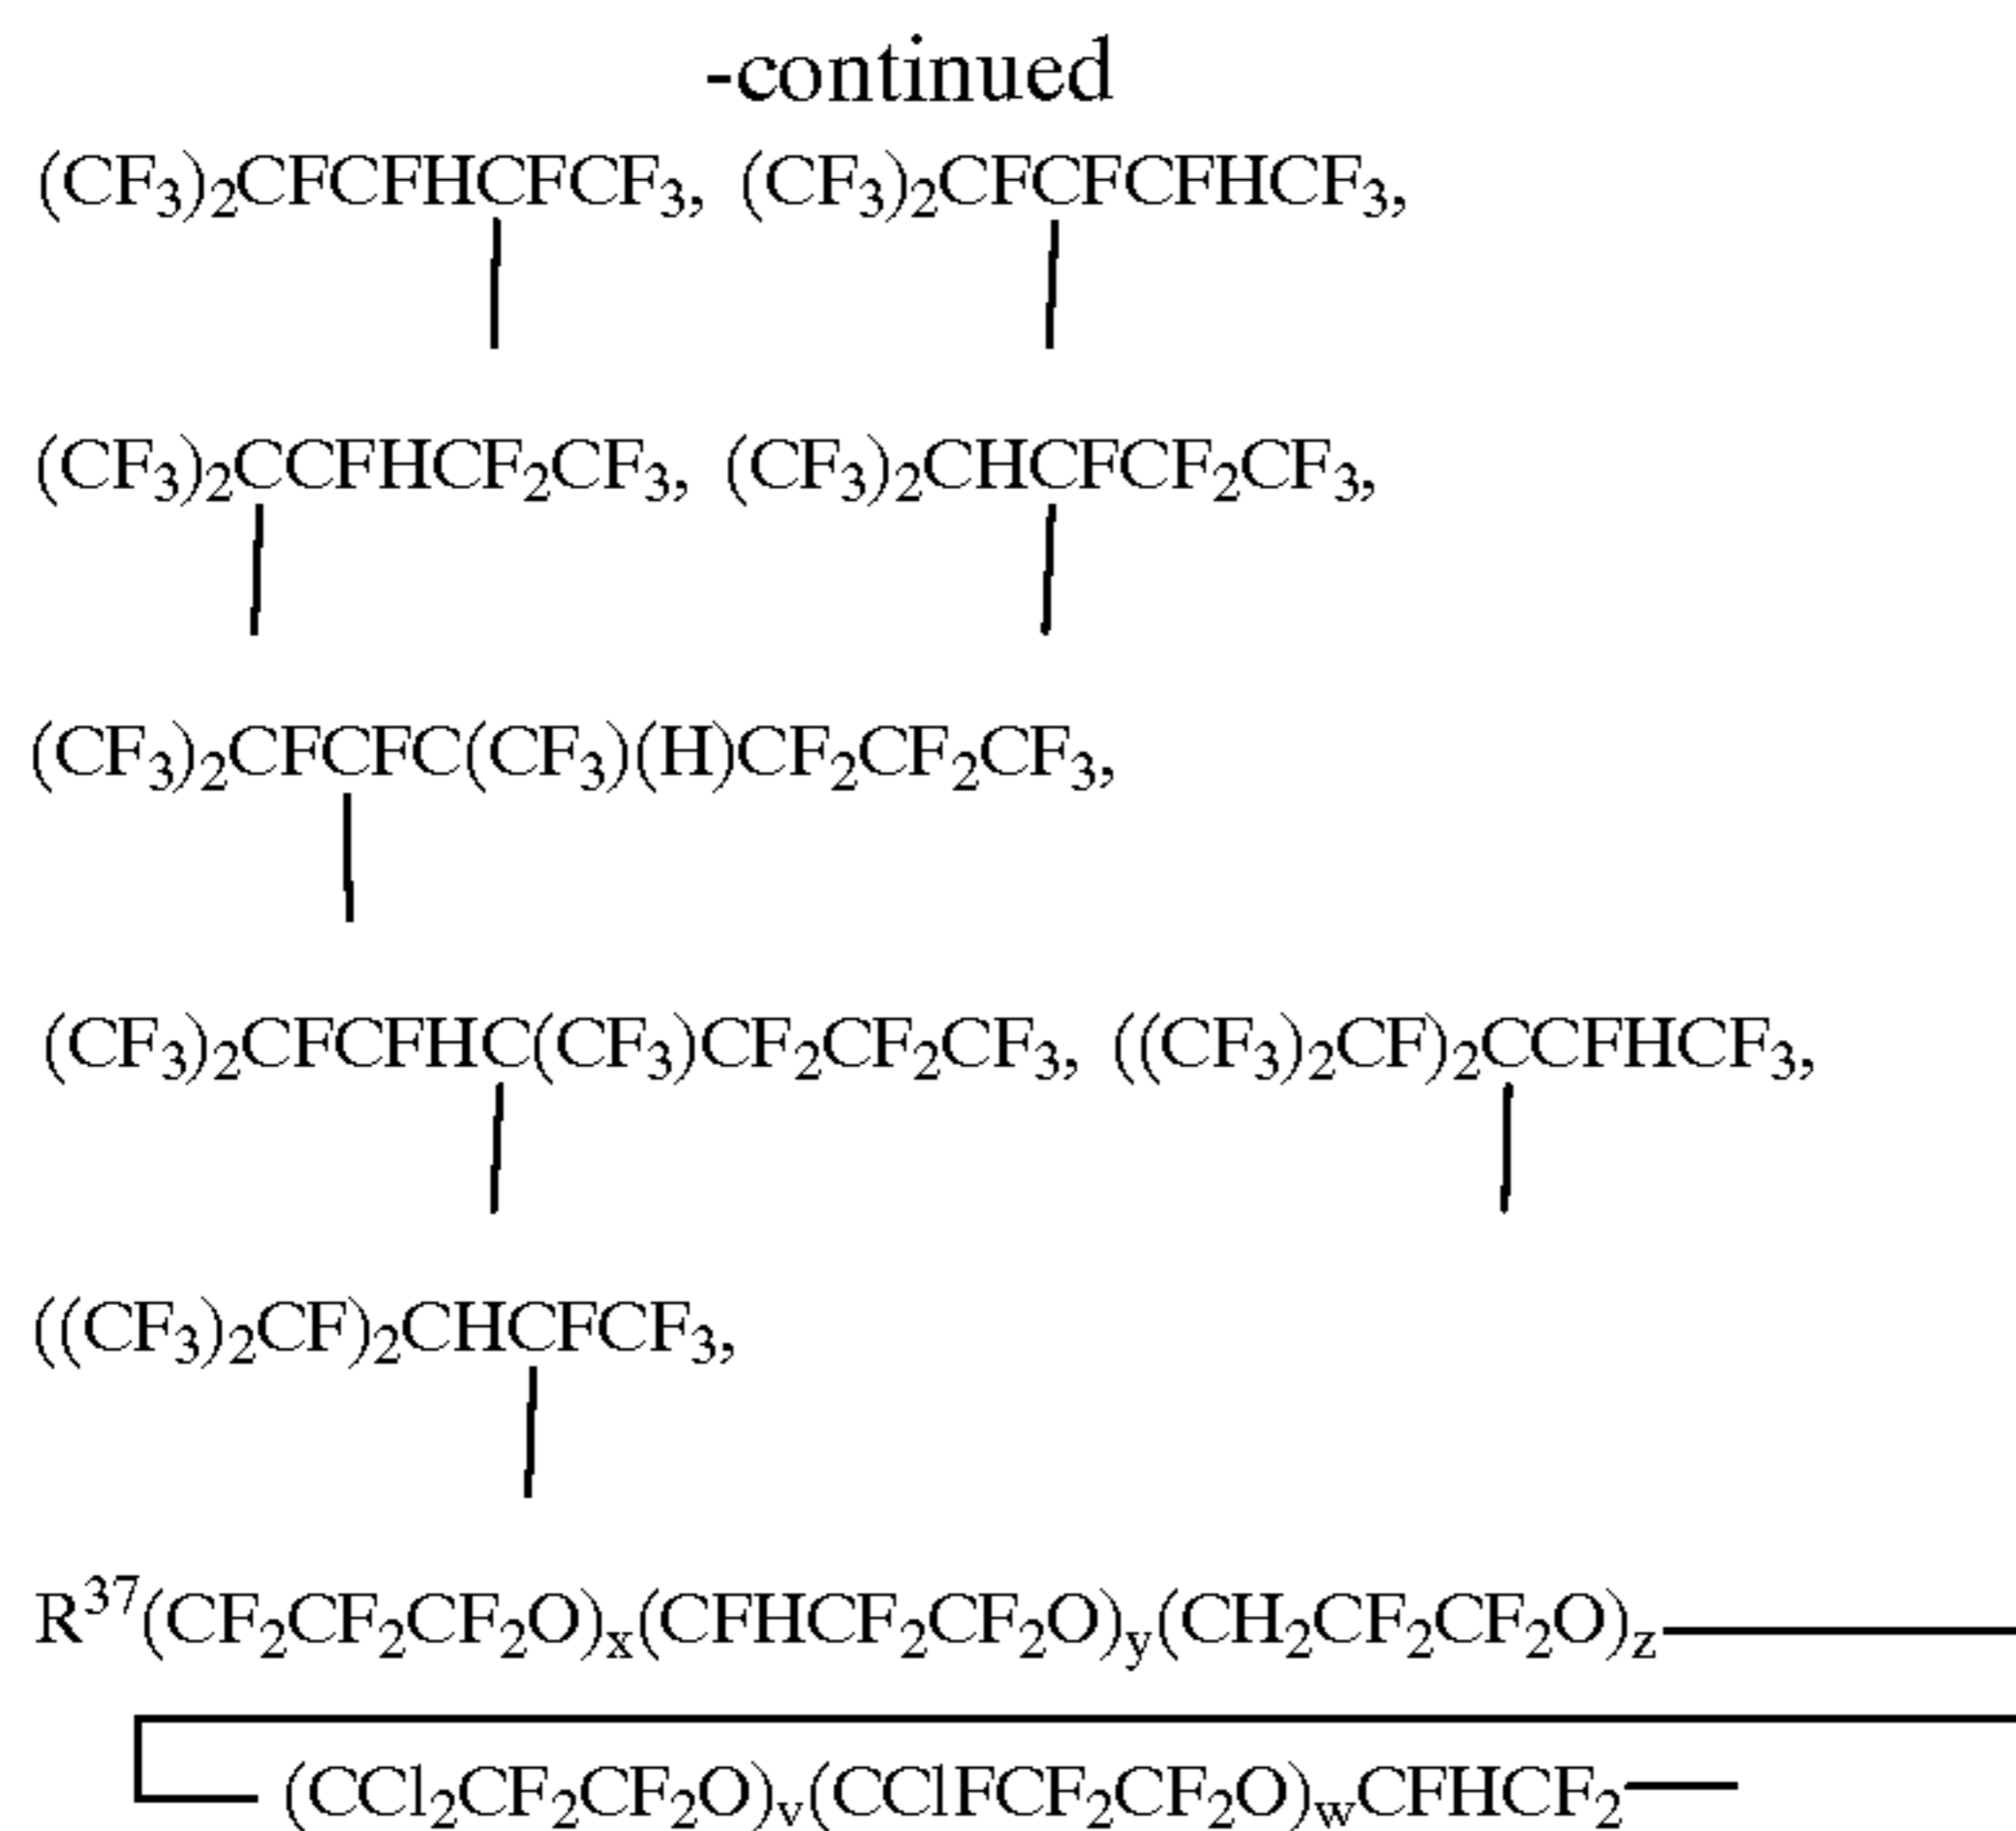 -continued
(CF₃)₂CFCFHCFCF₃, (CF₃)₂CFCFCFHCF₃,
(CF₃)₂CCFHCF₂CF₃, (CF₃)₂CHCFCF₂CF₃,
(CF₃)₂CFCFC(CF₃)(H)CF₂CF₂CF₃,
(CF₃)₂CFCFHC(CF₃)CF₂CF₂CF₃, ((CF₃)₂CF)₂CCFHCF₃,
((CF₃)₂CF)₂CHCFCF₃,
R³⁷(CF₂CF₂CF₂O)ₓ(CFHCF₂CF₂O)y(CH₂CF₂CF₂O)z
(CCl₂CF₂CF₂O)v(CClFCF₂CF₂O)wCFHCF₂